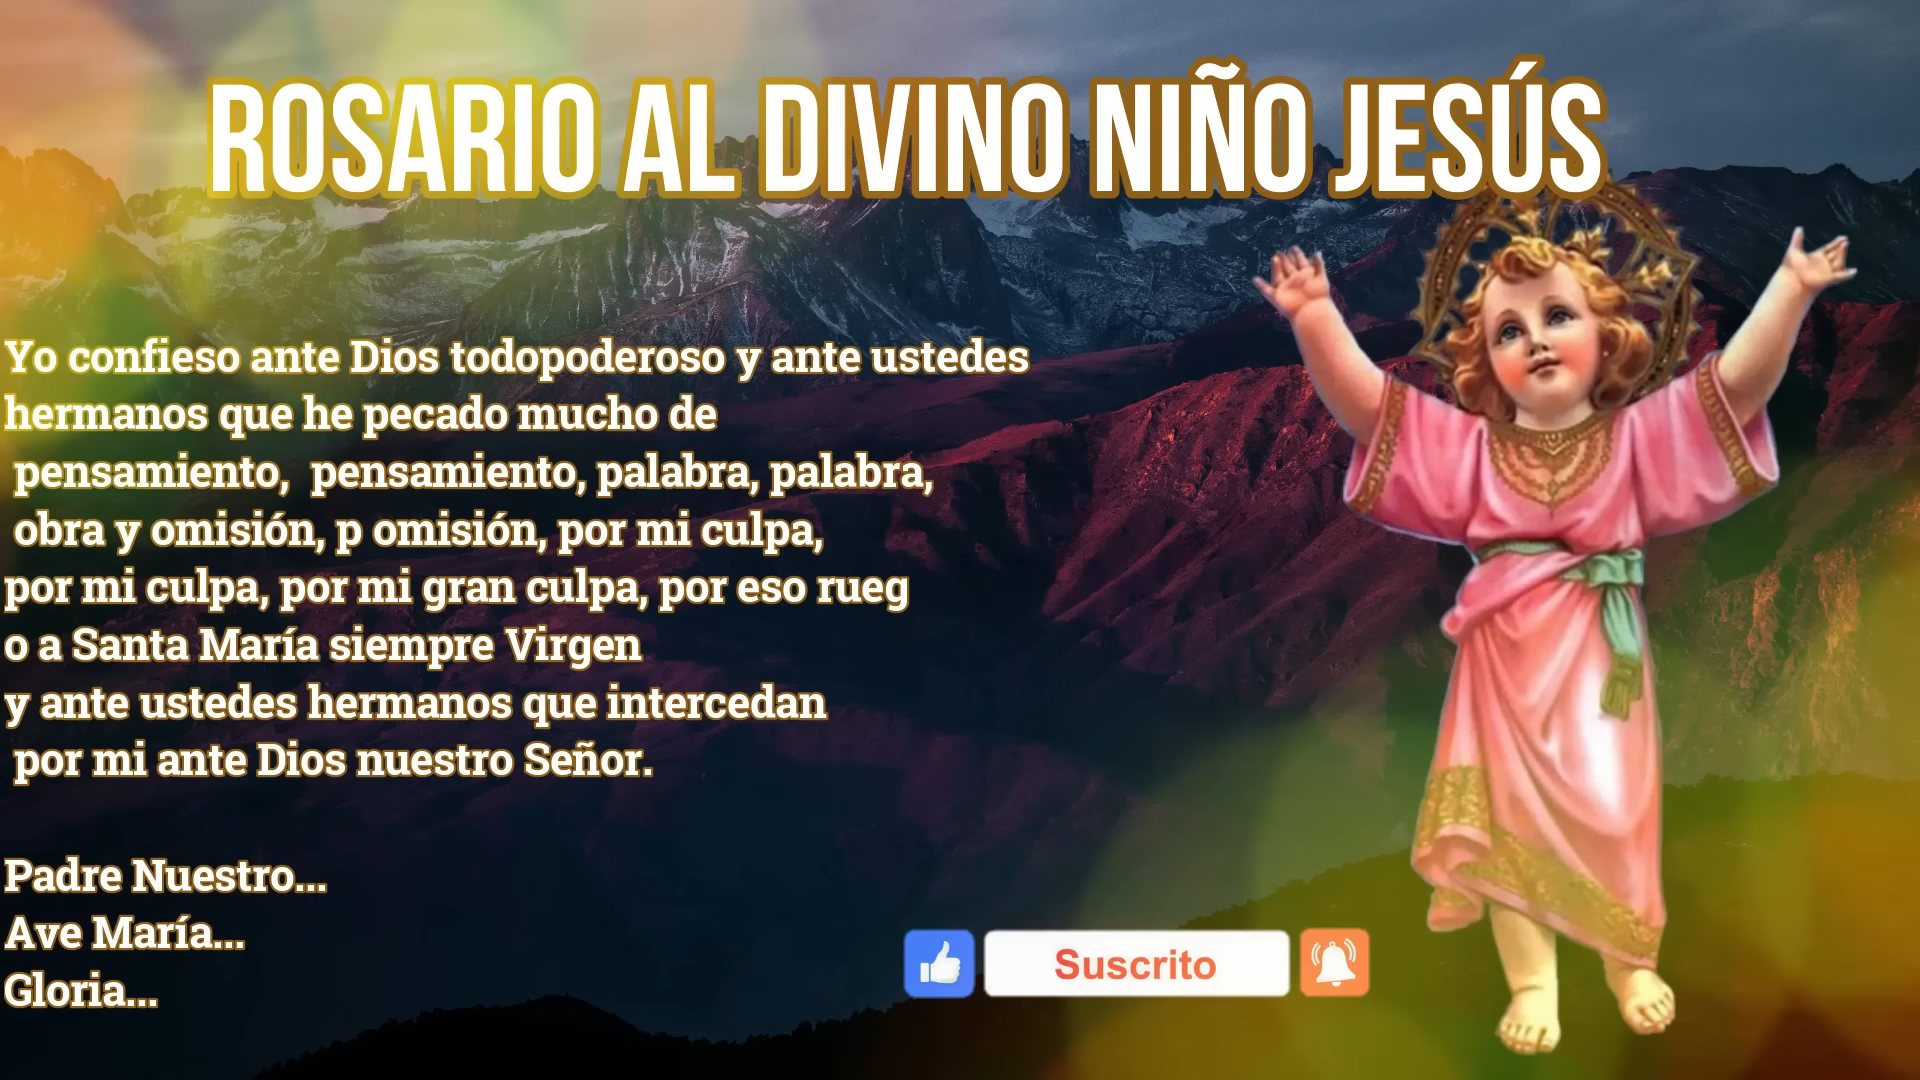 ROSARIO AL DIVINO NIÑO JESÚS
Yo confieso ante Dios todopoderoso y ante ustedes
hermanos que he pecado mucho de
pensamiento, pensamiento, palabra, palabra,
obra y omisión, p omisión, por mi culpa,
por mi culpa, por mi gran culpa, por eso rueg
o a Santa María siempre Virgen
y ante ustedes hermanos que intercedan
por mi ante Dios nuestro Señor.
Padre Nuestro...
Ave María...
Gloria...
Suscrito